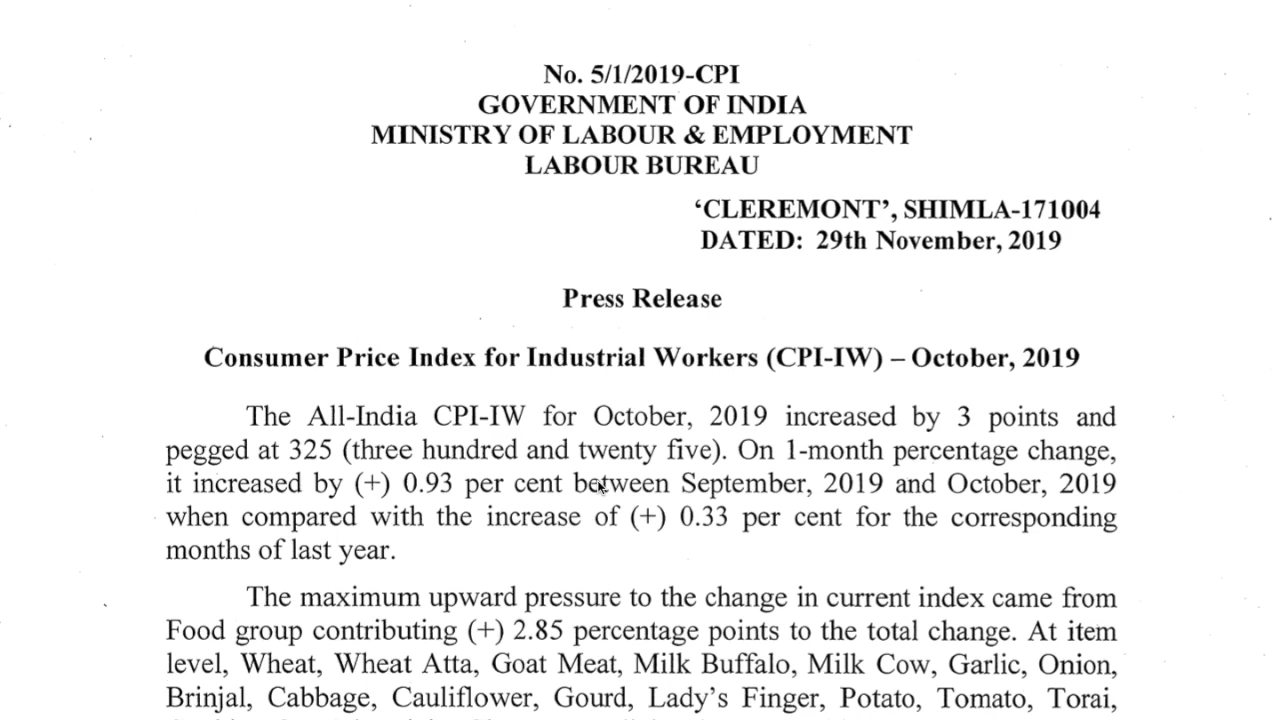 No. 5/1/2019-CPI
GOVERNMENT OF INDIA
MINISTRY OF LABOUR & EMPLOYMENT
LABOUR BUREAU
‘CLEREMONT’, SHIMLA-171004
DATED: 29th November, 2019
Press Release
Consumer Price Index for Industrial Workers (CPI-IW) – October, 2019
The All-India CPI-IW for October, 2019 increased by 3 points and
pegged at 325 (three hundred and twenty five). On 1-month percentage change,
it increased by (+) 0.93 per cent between September, 2019 and October, 2019
when compared with the increase of (+) 0.33 per cent for the corresponding
months of last year.
The maximum upward pressure to the change in current index came from
Food group contributing (+) 2.85 percentage points to the total change. At item
level, Wheat, Wheat Atta, Goat Meat, Milk Buffalo, Milk Cow, Garlic, Onion,
Brinjal, Cabbage, Cauliflower, Gourd, Lady’s Finger, Potato, Tomato, Torai,